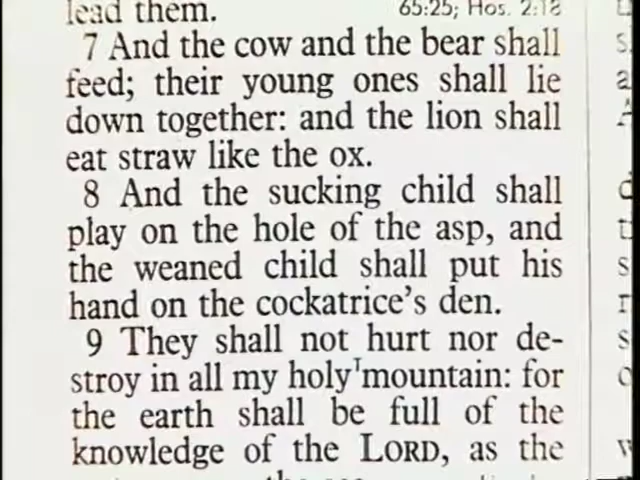 lead them.
65:25; Hos. 2:18
7 And the cow and the bear shall
feed; their young ones shall lie
down together: and the lion shall
eat straw like the ox.
8 And the sucking child shall
play on the hole of the asp, and
the weaned child shall put his
hand on the cockatrice's den.
9 They shall not hurt nor de-
stroy in all my holy mountain: for
the earth shall be full of the
knowledge of the LORD, as the